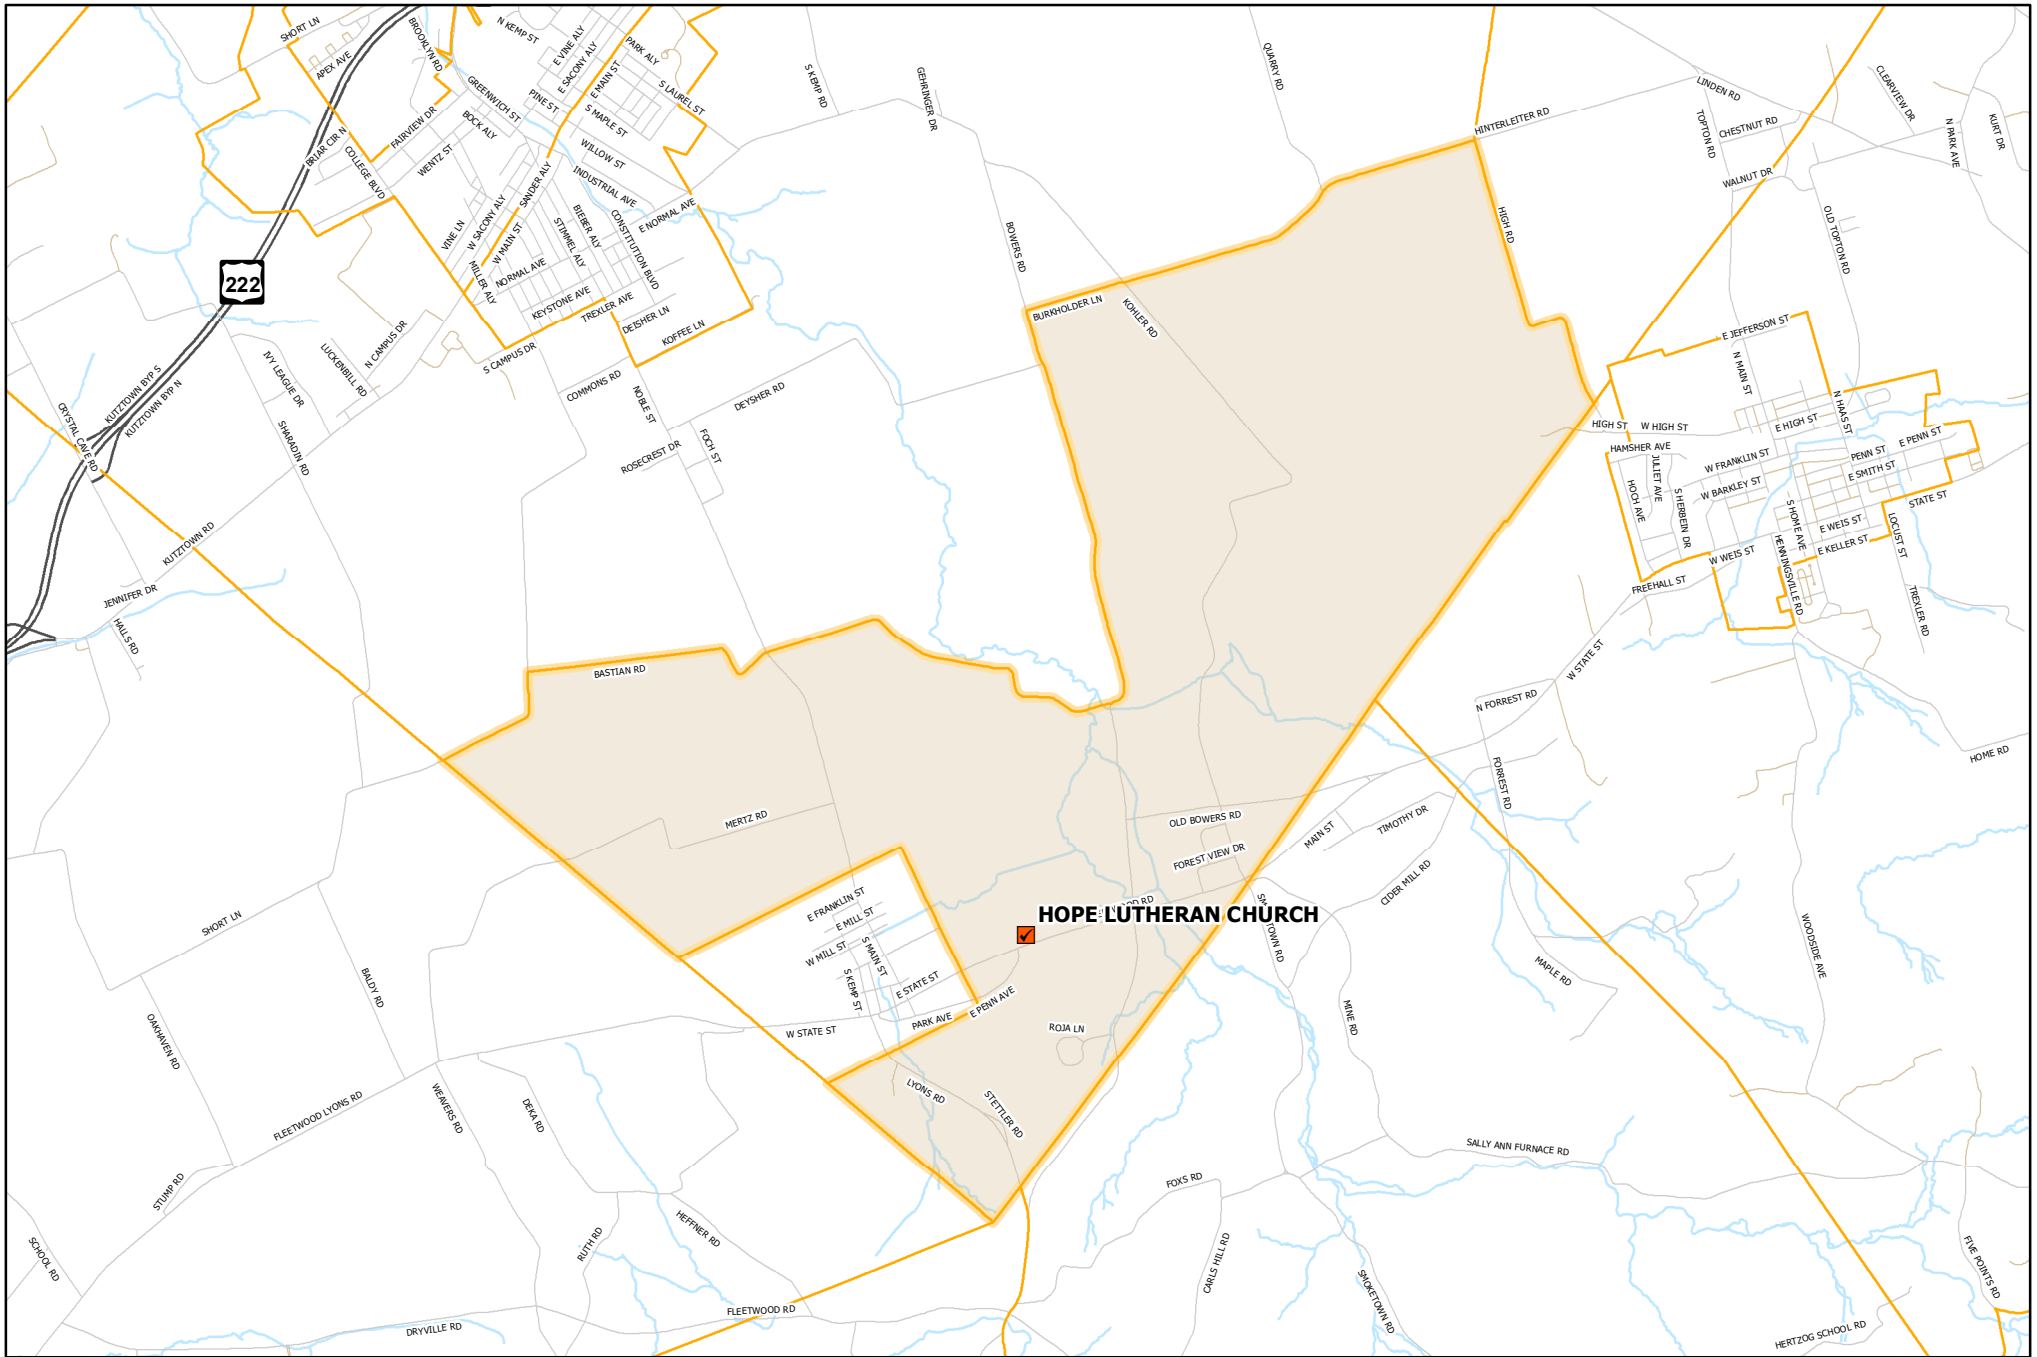 SHORT LN
APEX AVE
BROOKLYN RD
N KEMP ST
E VINE ALY
E SACONY ALY
PARK ALY
E MAIN ST
S LAUREL ST
GREENWICH ST
PINE ST
S MAPLE ST
BOCK ALY
FAIRVIEW DR
WENTZ ST
BRIAR CIR N
COLLEGE BLVD
WILLOW ST
INDUSTRIAL AVE
SANDER ALY
W SACONY ALY
VINE LN
W MAIN ST
BIEBER ALY
STIMMEL ALY
CONSTITUTION BLVD
E NORMAL AVE
MILLER ALY
NORMAL AVE
KEYSTONE AVE
TREXLER AVE
DEISHER LN
KOFFEE LN
S KEMP RD
GEHRINGER DR
QUARRY RD
HINTERLEITER RD
LINDEN RD
TOPTON RD
CHESTNUT RD
CLEARVIEW DR
N PARK AVE
KURT DR
WALNUT DR
OLD TOPTON RD
HIGH RD
BOWERS RD
BURKHOLDER LN
KOHLER RD
222
N CAMPUS DR
LUCKENBILL RD
IVY LEAGUE DR
S CAMPUS DR
COMMONS RD
NOBLE ST
DEYSHER RD
FOCH ST
ROSECREST DR
KUTZTOWN BYP S
KUTZTOWN BYP N
CRYSTAL CAVE RD
SHARADIN RD
KUTZTOWN RD
JENNIFER DR
HALLS RD
E JEFFERSON ST
N MAIN ST
N HAAS ST
HIGH ST
W HIGH ST
E HIGH ST
HAMSHER AVE
JULIET AVE
HOCH AVE
S HERBEIN DR
W FRANKLIN ST
W BARKLEY ST
E PENN ST
PENN ST
E SMITH ST
STATE ST
S HOME AVE
E WEIS ST
LOCUST ST
E KELLER ST
W WEIS ST
HENNINGSVILLE RD
FREEHALL ST
TREXLER RD
W STATE ST
N FORREST RD
FORREST RD
HOME RD
BASTIAN RD
MERTZ RD
OLD BOWERS RD
FOREST VIEW DR
MAIN ST
TIMOTHY DR
CIDER MILL RD
HOPE LUTHERAN CHURCH
E FRANKLIN ST
E MILL ST
W MILL ST
S MAIN ST
S KEMP ST
E STATE ST
PARK AVE
E PENN AVE
W STATE ST
ROJA LN
LYONS RD
STETTLER RD
SHORT LN
BALDY RD
OAKHAVEN RD
FLEETWOOD LYONS RD
WEAVERS RD
DEKA RD
STUMP RD
SCHOOL RD
RUTH RD
HEFFNER RD
FLEETWOOD RD
DRYVILLE RD
MINE RD
MAPLE RD
WOODSIDE AVE
SALLY ANN FURNACE RD
FOXS RD
CARLS HILL RD
SMOKETOWN RD
FIVE POINTS RD
HERTZOG SCHOOL RD